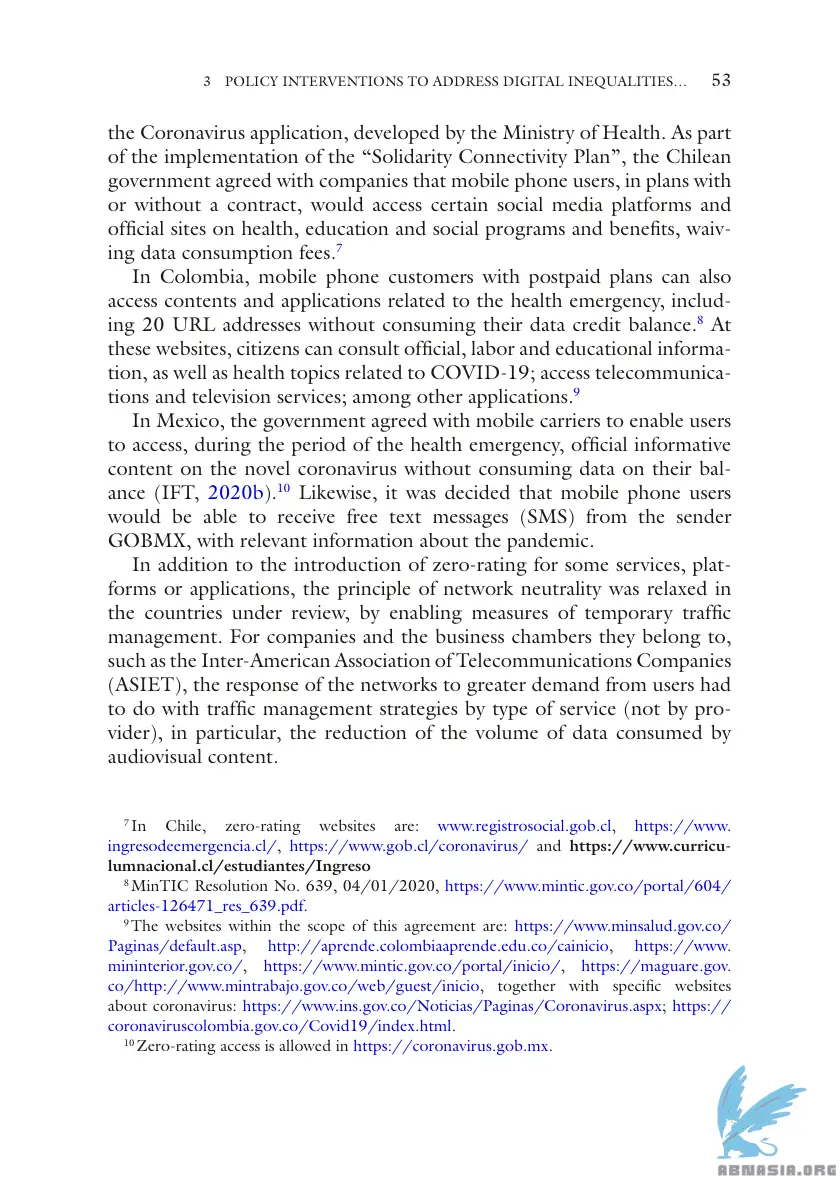 3 POLICY INTERVENTIONS TO ADDRESS DIGITAL INEQUALITIES… 53
the Coronavirus application, developed by the Ministry of Health. As part
of the implementation of the “Solidarity Connectivity Plan”, the Chilean
government agreed with companies that mobile phone users, in plans with
or without a contract, would access certain social media platforms and
official sites on health, education and social programs and benefits, waiv-
ing data consumption fees.7
In Colombia, mobile phone customers with postpaid plans can also
access contents and applications related to the health emergency, includ-
ing 20 URL addresses without consuming their data credit balance.8 At
these websites, citizens can consult official, labor and educational informa-
tion, as well as health topics related to COVID-19; access telecommunica-
tions and television services; among other applications.9
In Mexico, the government agreed with mobile carriers to enable users
to access, during the period of the health emergency, official informative
content on the novel coronavirus without consuming data on their bal-
ance (IFT, 2020b).10 Likewise, it was decided that mobile phone users
would be able to receive free text messages (SMS) from the sender
GOBMX, with relevant information about the pandemic.
In addition to the introduction of zero-rating for some services, plat-
forms or applications, the principle of network neutrality was relaxed in
the countries under review, by enabling measures of temporary traffic
management. For companies and the business chambers they belong to,
such as the Inter-American Association of Telecommunications Companies
(ASIET), the response of the networks to greater demand from users had
to do with traffic management strategies by type of service (not by pro-
vider), in particular, the reduction of the volume of data consumed by
audiovisual content.
7 In Chile, zero-rating websites are: www.registrosocial.gob.cl, https://www.
ingresodeemergencia.cl/, https://www.gob.cl/coronavirus/ and https://www.curricu-
lumnacional.cl/estudiantes/Ingreso
8 MinTIC Resolution No. 639, 04/01/2020, https://www.mintic.gov.co/portal/604/
articles-126471_res_639.pdf.
9 The websites within the scope of this agreement are: https://www.minsalud.gov.co/
Paginas/default.asp, http://aprende.colombiaaprende.edu.co/cainicio, https://www.
mininterior.gov.co/, https://www.mintic.gov.co/portal/inicio/, https://maguare.gov.
co/http://www.mintrabajo.gov.co/web/guest/inicio, together with specific websites
about coronavirus: https://www.ins.gov.co/Noticias/Paginas/Coronavirus.aspx; https://
coronaviruscolombia.gov.co/Covid19/index.html.
10 Zero-rating access is allowed in https://coronavirus.gob.mx.
ABNASIA.ORG